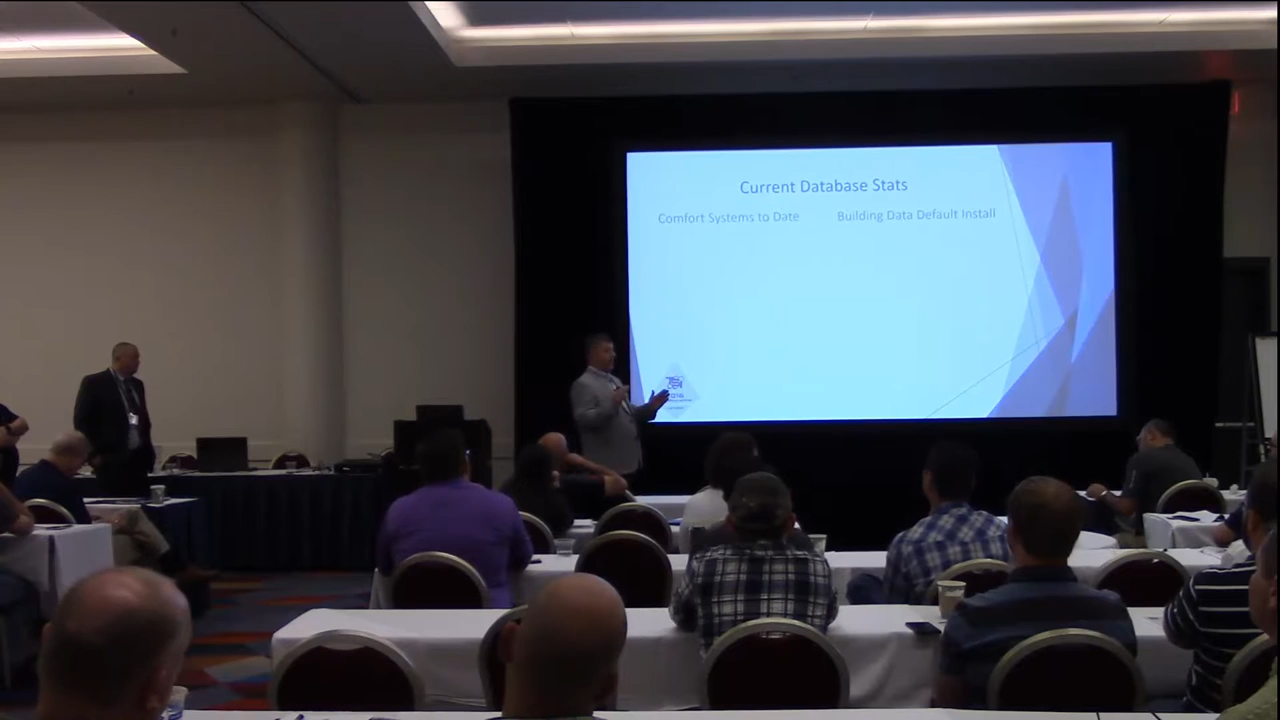 Current Database Stats
Comfort Systems to Date
Building Data Default Install